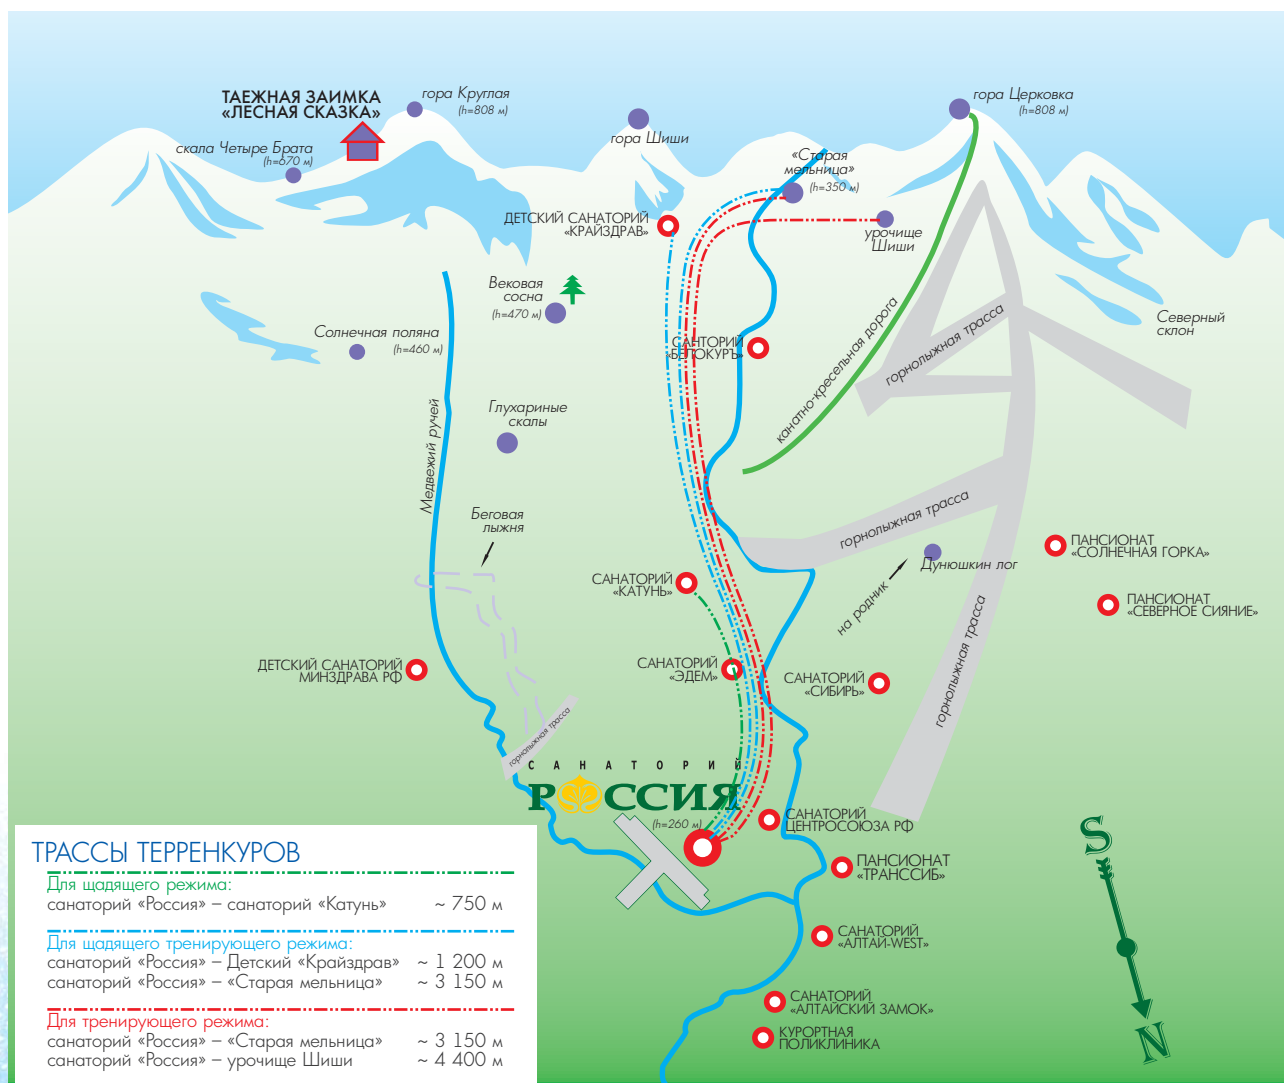 ТАЕЖНАЯ ЗАИМКА
«ЛЕСНАЯ СКАЗКА»
гора Круглая
(h=808 м)
гора Церковка
(h=808 м)
скала Четыре Брата
(h=670 м)
гора Шиши
«Старая
мельница»
(h=350 м)
ДЕТСКИЙ САНАТОРИЙ
«КРАЙЗДРАВ»
урочище
Шиши
Вековая
сосна
(h=470 м)
Солнечная поляна
(h=460 м)
САНТОРИЙ
«БЕЛОКУРЪ»
канатно-кресельная дорога
горнолыжная трасса
Северный
склон
Медвежий ручей
Глухариные
скалы
Беговая
лыжня
горнолыжная трасса
на родник
Дунюшкин лог
ПАНСИОНАТ
«СОЛНЕЧНАЯ ГОРКА»
САНАТОРИЙ
«КАТУНЬ»
ПАНСИОНАТ
«СЕВЕРНОЕ СИЯНИЕ»
ДЕТСКИЙ САНАТОРИЙ
МИНЗДРАВА РФ
САНАТОРИЙ
«ЭДЕМ»
САНАТОРИЙ
«СИБИРЬ»
горнолыжная трасса
горнолыжная трасса
САНАТОРИЙ
РОССИЯ
(h=260 м)
САНАТОРИЙ
ЦЕНТРОСОЮЗА РФ
ПАНСИОНАТ
«ТРАНССИБ»
САНАТОРИЙ
«АЛТАЙ-WEST»
САНАТОРИЙ
«АЛТАЙСКИЙ ЗАМОК»
КУРОРТНАЯ
ПОЛИКЛИНИКА
S
N
ТРАССЫ ТЕРРЕНКУРОВ
Для щадящего режима:
санаторий «Россия» – санаторий «Катунь» ~ 750 м
Для щадящего тренирующего режима:
санаторий «Россия» – Детский «Крайздрав» ~ 1 200 м
санаторий «Россия» – «Старая мельница» ~ 3 150 м
Для тренирующего режима:
санаторий «Россия» – «Старая мельница» ~ 3 150 м
санаторий «Россия» – урочище Шиши ~ 4 400 м